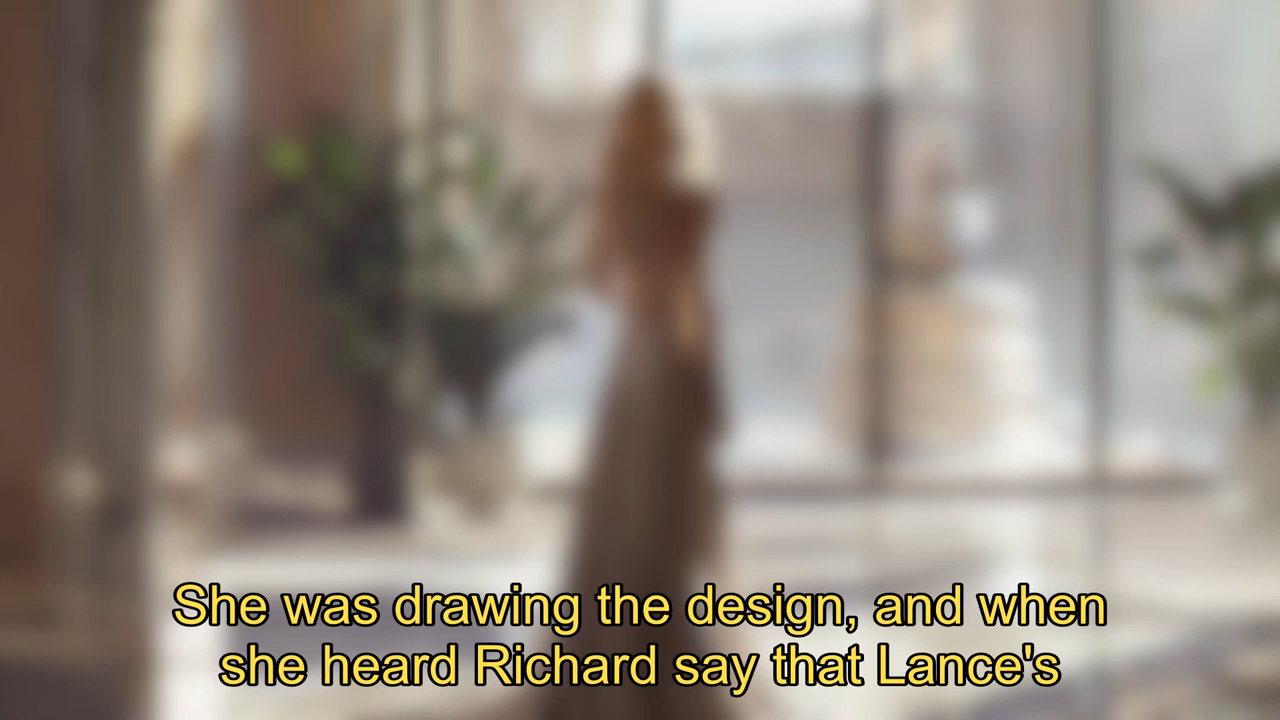 She was drawing the design, and when
she heard Richard say that Lance's